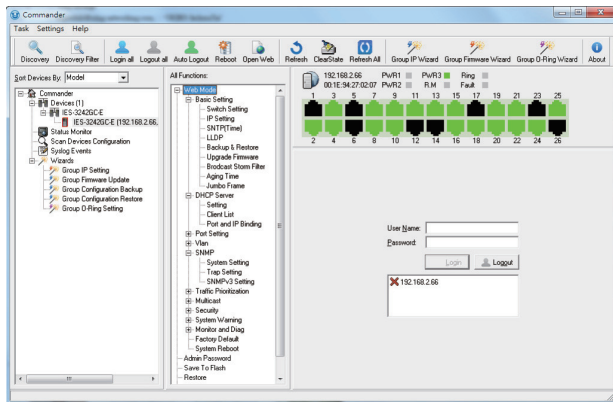 Commander
Task Settings Help
Discovery Discovery Filter Login all Logout all Auto Logout Reboot Open Web Refresh ClearState Refresh All Group IP Wizard Group Firmware Wizard Group O-Ring Wizard About
Sort Devices By: Model
Commander
Devices (1)
IES-3242GC-E
IES-3242GC-E (192.168.2.66,
Status Monitor
Scan Devices Configuration
Syslog Events
Wizards
Group IP Setting
Group Firmware Update
Group Configuration Backup
Group Configuration Restore
Group O-Ring Setting
All Functions:
Web Mode
Basic Setting
Switch Setting
IP Setting
SNTP(Time)
LLDP
Backup & Restore
Upgrade Firmware
Brodcast Storm Filter
Aging Time
Jumbo Frame
DHCP Server
Setting
Client List
Port and IP Binding
Port Setting
Vlan
SNMP
System Setting
Trap Setting
SNMPv3 Setting
Traffic Prioritization
Multicast
Security
System Warning
Monitor and Diag
Factory Default
System Reboot
Admin Password
Save To Flash
Restore
192.168.2.66 PWR1 PWR3 Ring
00:1E:94:27:02:07 PWR2 R.M Fault
1 3 5 7 9 11 13 15 17 19 21 23 25
2 4 6 8 10 12 14 16 18 20 22 24 26
User Name:
Password:
Login Logout
192.168.2.66